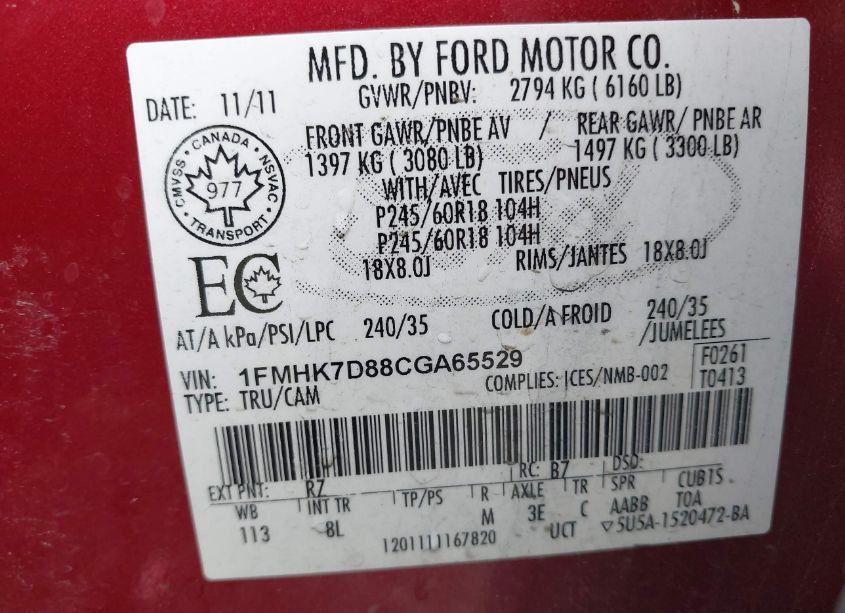 MFD. BY FORD MOTOR CO.
DATE: 11/11
GVWR/PNBV: 2794 KG ( 6160 LB)
FRONT GAWR/PNBE AV / REAR GAWR/ PNBE AR
1397 KG ( 3080 LB) 1497 KG ( 3300 LB)
WITH/AVEC TIRES/PNEUS
P245/60R18 104H
P245/60R18 104H
18X8.0J RIMS/JANTES 18X8.0J
CMVSS · CANADA · NSVAC
977
TRANSPORT
EC
AT/A kPa/PSI/LPC 240/35 COLD/A FROID 240/35
/JUMELEES
VIN: 1FMHK7D88CGA65529
COMPLIES: ICES/NMB-002
F0261
T0413
TYPE: TRU/CAM
EXT PNT: RZ RC: B7 DSO:
WB INT TR TP/PS R AXLE TR SPR CUB1S
113 8L M 3E C AABB TOA
1201111167820 UCT ▽5U5A-1520472-BA